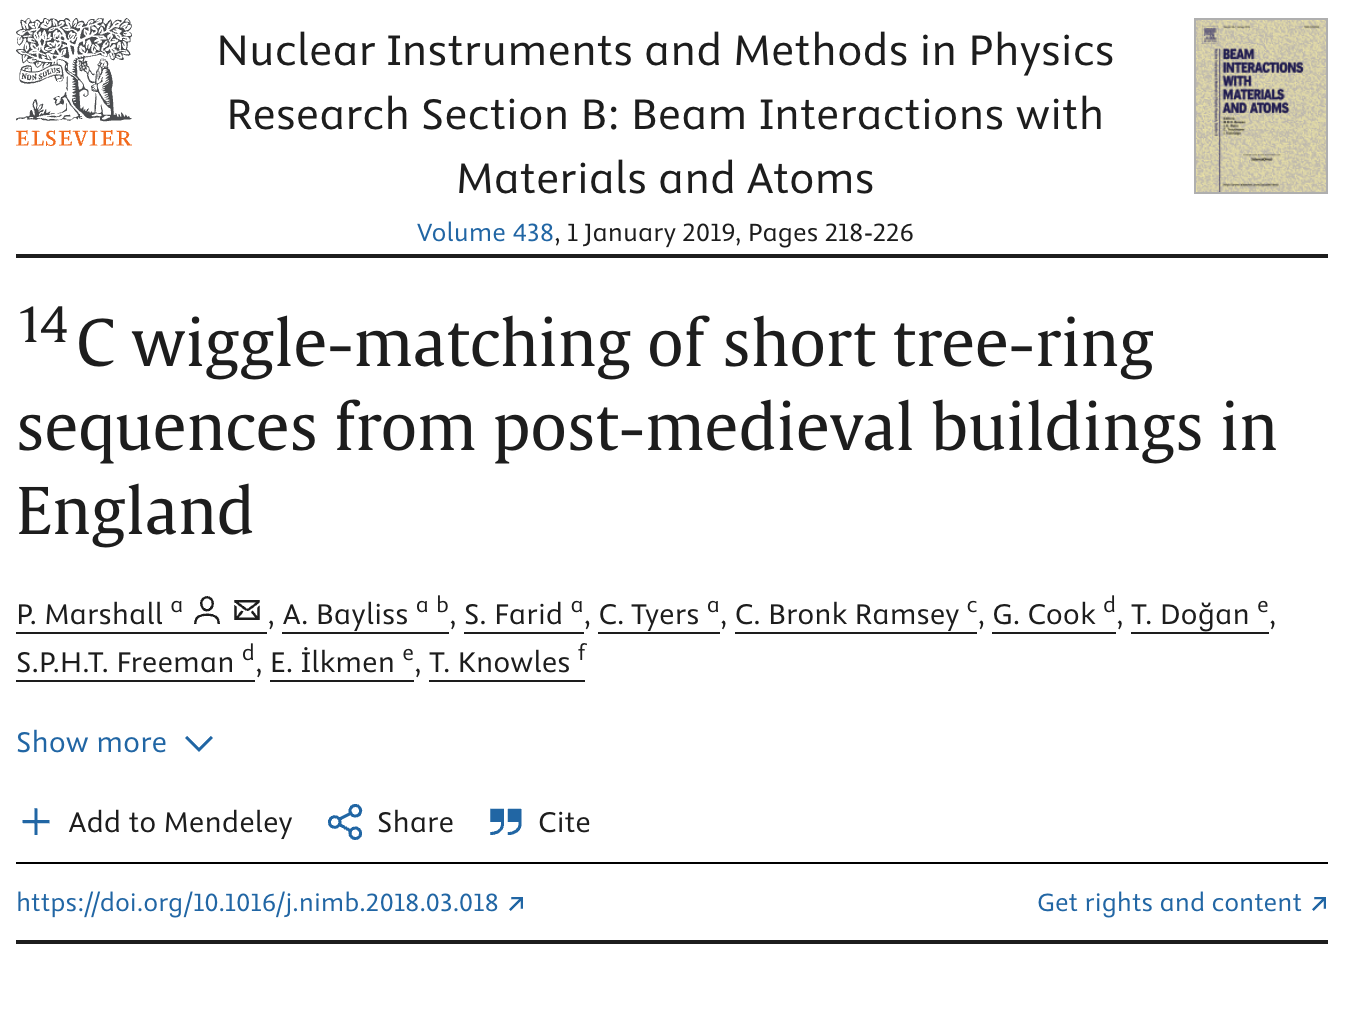 NON SOLUS
ELSEVIER
Nuclear Instruments and Methods in Physics
Research Section B: Beam Interactions with
Materials and Atoms
Volume 438, 1 January 2019, Pages 218-226
BEAM
INTERACTIONS
WITH
MATERIALS
AND ATOMS
¹⁴C wiggle-matching of short tree-ring
sequences from post-medieval buildings in
England
P. Marshall ᵃ, A. Bayliss ᵃ ᵇ, S. Farid ᵃ, C. Tyers ᵃ, C. Bronk Ramsey ᶜ, G. Cook ᵈ, T. Doğan ᵉ,
S.P.H.T. Freeman ᵈ, E. İlkmen ᵉ, T. Knowles ᶠ
Show more
Add to Mendeley Share Cite
https://doi.org/10.1016/j.nimb.2018.03.018 Get rights and content